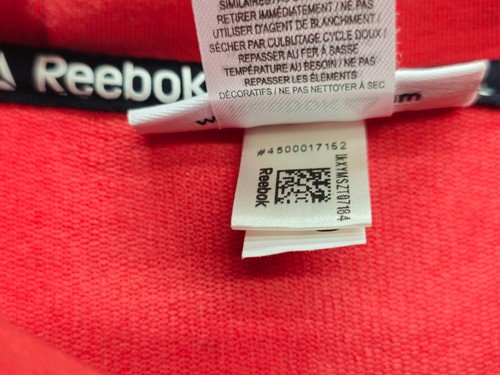 SIMILAIRES / 
RETIRER IMMÉDIATEMENT / NE PAS
UTILISER D'AGENT DE BLANCHIMENT /
SÉCHER PAR CULBUTAGE CYCLE DOUX /
REPASSER AU FER À BASSE
TEMPÉRATURE AU BESOIN / NE PAS
REPASSER LES ÉLÉMENTS
DÉCORATIFS / NE PAS NETTOYER À SEC
Reebok
#4500017152
Reebok